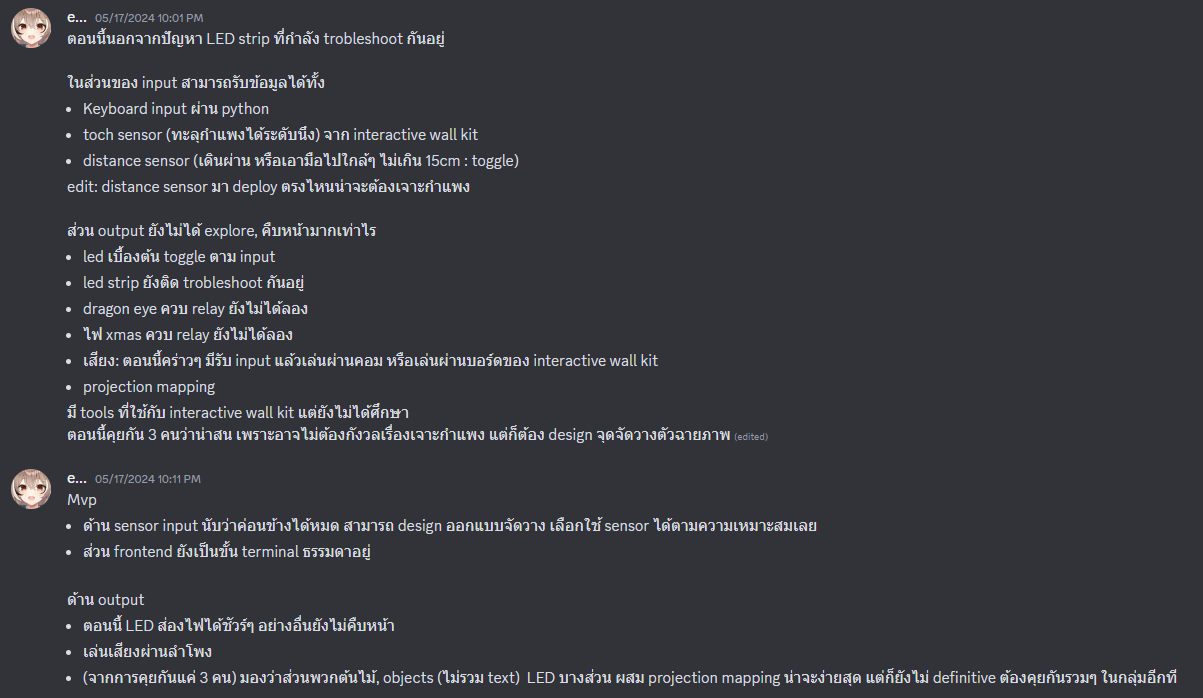 e... 05/17/2024 10:01 PM
ตอนนี้นอกจากปัญหา LED strip ที่กำลัง trobleshoot กันอยู่
ในส่วนของ input สามารถรับข้อมูลได้ทั้ง
• Keyboard input ผ่าน python
• toch sensor (ทะลุกำแพงได้ระดับนึง) จาก interactive wall kit
• distance sensor (เดินผ่าน หรือเอามือไปใกล้ๆ ไม่เกิน 15cm : toggle)
edit: distance sensor มา deploy ตรงไหนน่าจะต้องเจาะกำแพง
ส่วน output ยังไม่ได้ explore, คืบหน้ามากเท่าไร
• led เบื้องต้น toggle ตาม input
• led strip ยังติด trobleshoot กันอยู่
• dragon eye ควบ relay ยังไม่ได้ลอง
• ไฟ xmas ควบ relay ยังไม่ได้ลอง
• เสียง: ตอนนี้คร่าวๆ มีรับ input แล้วเล่นผ่านคอม หรือเล่นผ่านบอร์ดของ interactive wall kit
• projection mapping
มี tools ที่ใช้กับ interactive wall kit แต่ยังไม่ได้ศึกษา
ตอนนี้คุยกัน 3 คนว่าน่าสน เพราะอาจไม่ต้องกังวลเรื่องเจาะกำแพง แต่ก็ต้อง design จุดจัดวางตัวฉายภาพ (edited)
e... 05/17/2024 10:11 PM
Mvp
• ด้าน sensor input นับว่าค่อนข้างได้หมด สามารถ design ออกแบบจัดวาง เลือกใช้ sensor ได้ตามความเหมาะสมเลย
• ส่วน frontend ยังเป็นขั้น terminal ธรรมดาอยู่
ด้าน output
• ตอนนี้ LED ส่องไฟได้ชัวร์ๆ อย่างอื่นยังไม่คืบหน้า
• เล่นเสียงผ่านลำโพง
• (จากการคุยกันแค่ 3 คน) มองว่าส่วนพวกต้นไม้, objects (ไม่รวม text) LED บางส่วน ผสม projection mapping น่าจะง่ายสุด แต่ก็ยังไม่ definitive ต้องคุยกันรวมๆ ในกลุ่มอีกที